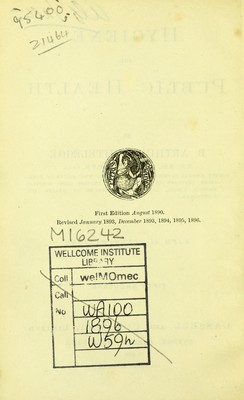 95400 s
21464
First Edition August 1890.
Revised January 1892, December 1893, 1894, 1895, 1896.
M16242
WELLCOME INSTITUTE
LIBRARY
Coll welMOmec
Call
No WA100
1896
W59h